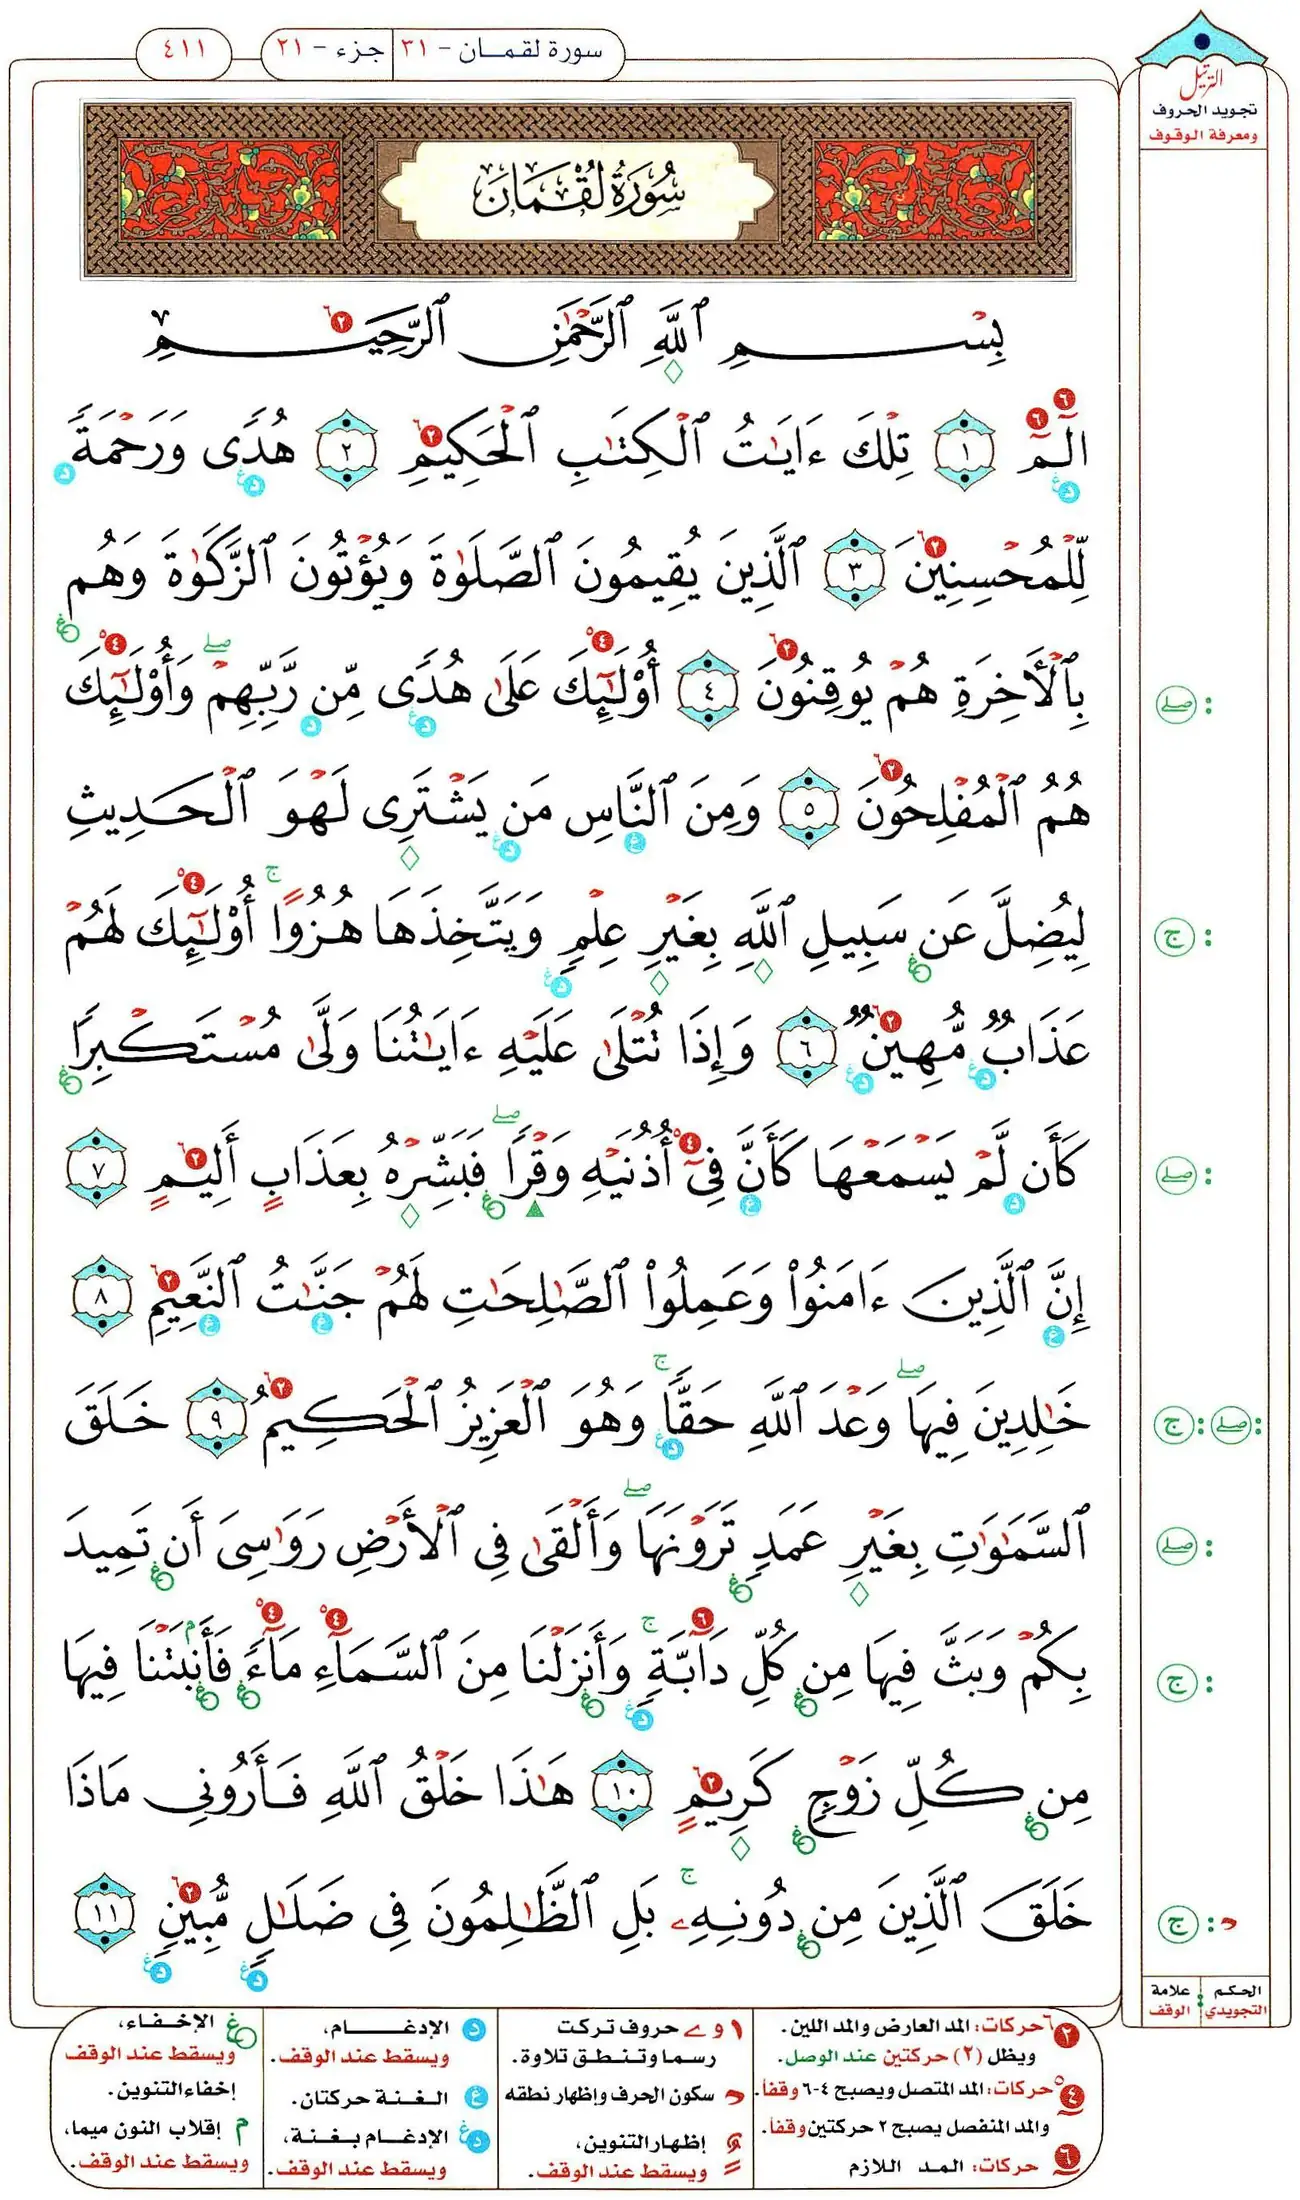 سورة لقمان - ٣١ جزء - ٢١
٤١١
الترتيل
تجويد الحروف
ومعرفة الوقوف
سُورَةُ لُقْمَان
بِسْمِ ٱللَّهِ ٱلرَّحْمَٰنِ ٱلرَّحِيمِ
الٓمٓ ١ تِلْكَ ءَايَٰتُ ٱلْكِتَٰبِ ٱلْحَكِيمِ ٢ هُدًى وَرَحْمَةً
لِّلْمُحْسِنِينَ ٣ ٱلَّذِينَ يُقِيمُونَ ٱلصَّلَوٰةَ وَيُؤْتُونَ ٱلزَّكَوٰةَ وَهُم
بِٱلْأَخِرَةِ هُمْ يُوقِنُونَ ٤ أُوْلَٰٓئِكَ عَلَىٰ هُدًى مِّن رَّبِّهِمْ ۖ وَأُوْلَٰٓئِكَ
هُمُ ٱلْمُفْلِحُونَ ٥ وَمِنَ ٱلنَّاسِ مَن يَشْتَرِى لَهْوَ ٱلْحَدِيثِ
لِيُضِلَّ عَن سَبِيلِ ٱللَّهِ بِغَيْرِ عِلْمٍ وَيَتَّخِذَهَا هُزُوًا ۚ أُوْلَٰٓئِكَ لَهُمْ
عَذَابٌ مُّهِينٌ ٦ وَإِذَا تُتْلَىٰ عَلَيْهِ ءَايَٰتُنَا وَلَّىٰ مُسْتَكْبِرًا
كَأَن لَّمْ يَسْمَعْهَا كَأَنَّ فِىٓ أُذُنَيْهِ وَقْرًا ۖ فَبَشِّرْهُ بِعَذَابٍ أَلِيمٍ ٧
إِنَّ ٱلَّذِينَ ءَامَنُواْ وَعَمِلُواْ ٱلصَّٰلِحَٰتِ لَهُمْ جَنَّٰتُ ٱلنَّعِيمِ ٨
خَٰلِدِينَ فِيهَا ۖ وَعْدَ ٱللَّهِ حَقًّا ۚ وَهُوَ ٱلْعَزِيزُ ٱلْحَكِيمُ ٩ خَلَقَ
ٱلسَّمَٰوَٰتِ بِغَيْرِ عَمَدٍ تَرَوْنَهَا ۖ وَأَلْقَىٰ فِى ٱلْأَرْضِ رَوَٰسِىَ أَن تَمِيدَ
بِكُمْ وَبَثَّ فِيهَا مِن كُلِّ دَآبَّةٍ ۚ وَأَنزَلْنَا مِنَ ٱلسَّمَآءِ مَآءً فَأَنۢبَتْنَا فِيهَا
مِن كُلِّ زَوْجٍ كَرِيمٍ ١٠ هَٰذَا خَلْقُ ٱللَّهِ فَأَرُونِى مَاذَا
خَلَقَ ٱلَّذِينَ مِن دُونِهِۦ ۚ بَلِ ٱلظَّٰلِمُونَ فِى ضَلَٰلٍ مُّبِينٍ ١١
الحكم التجويدي : علامة الوقف
٦ ٢ حركات: المد العارض والمد اللين.
ويظل (٢) حركتين عند الوصل.
٥ ٤ حركات: المد المتصل ويصبح ٤-٦ وقفاً.
والمد المنفصل يصبح ٢ حركتين وقفاً.
٦ حركات: المد اللازم
ا و ے حروف تركت
رسما وتنطق تلاوة.
سكون الحرف وإظهار نطقه
إظهار التنوين،
ويسقط عند الوقف.
الإدغام،
ويسقط عند الوقف.
الغنة حركتان.
الإدغام بغنة،
ويسقط عند الوقف.
الإخفاء،
ويسقط عند الوقف
إخفاء التنوين.
م إقلاب النون ميما،
ويسقط عند الوقف.